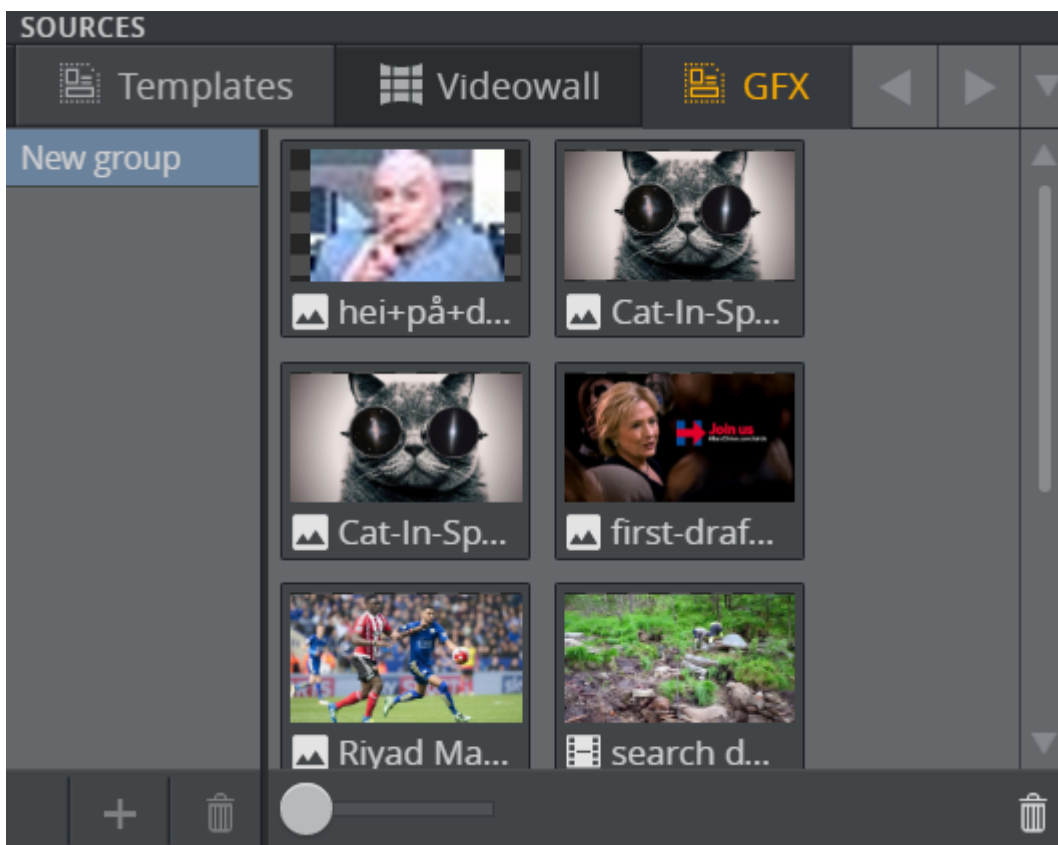 SOURCES
Templates
Videowall
GFX
New group
hei+på+d...
Cat-In-Sp...
Cat-In-Sp...
Join us
first-draf...
Riyad Ma...
search d...